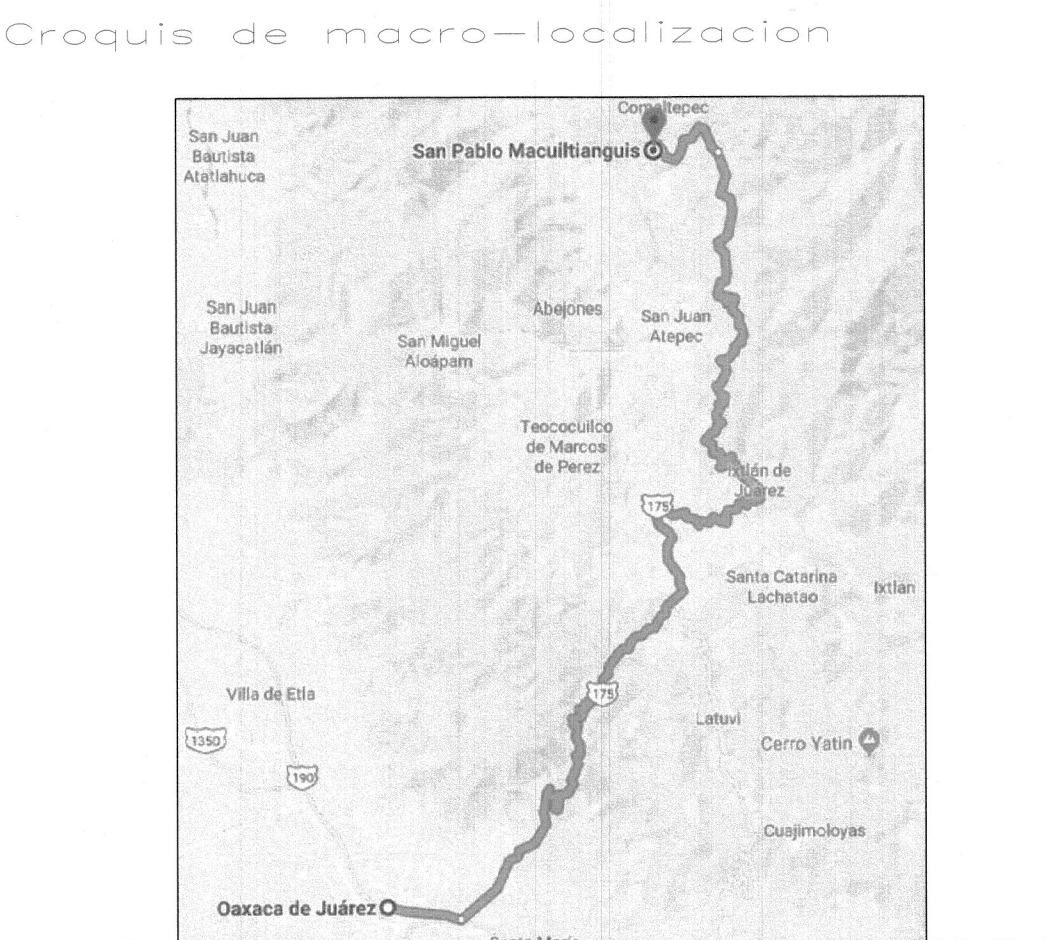 Croquis de macro-localizacion
Comaltepec
San Juan
Bautista
Atatlahuca
San Pablo Macuiltianguis
San Juan
Bautista
Jayacatlán
Abejones
San Juan
Atepec
San Miguel
Aloápam
Teococuilco
de Marcos
de Perez
Ixtlán de
Juárez
175
Santa Catarina
Lachatao
Ixtlan
Villa de Etla
175
Latuvi
1350
Cerro Yatin
190
Cuajimoloyas
Oaxaca de Juárez